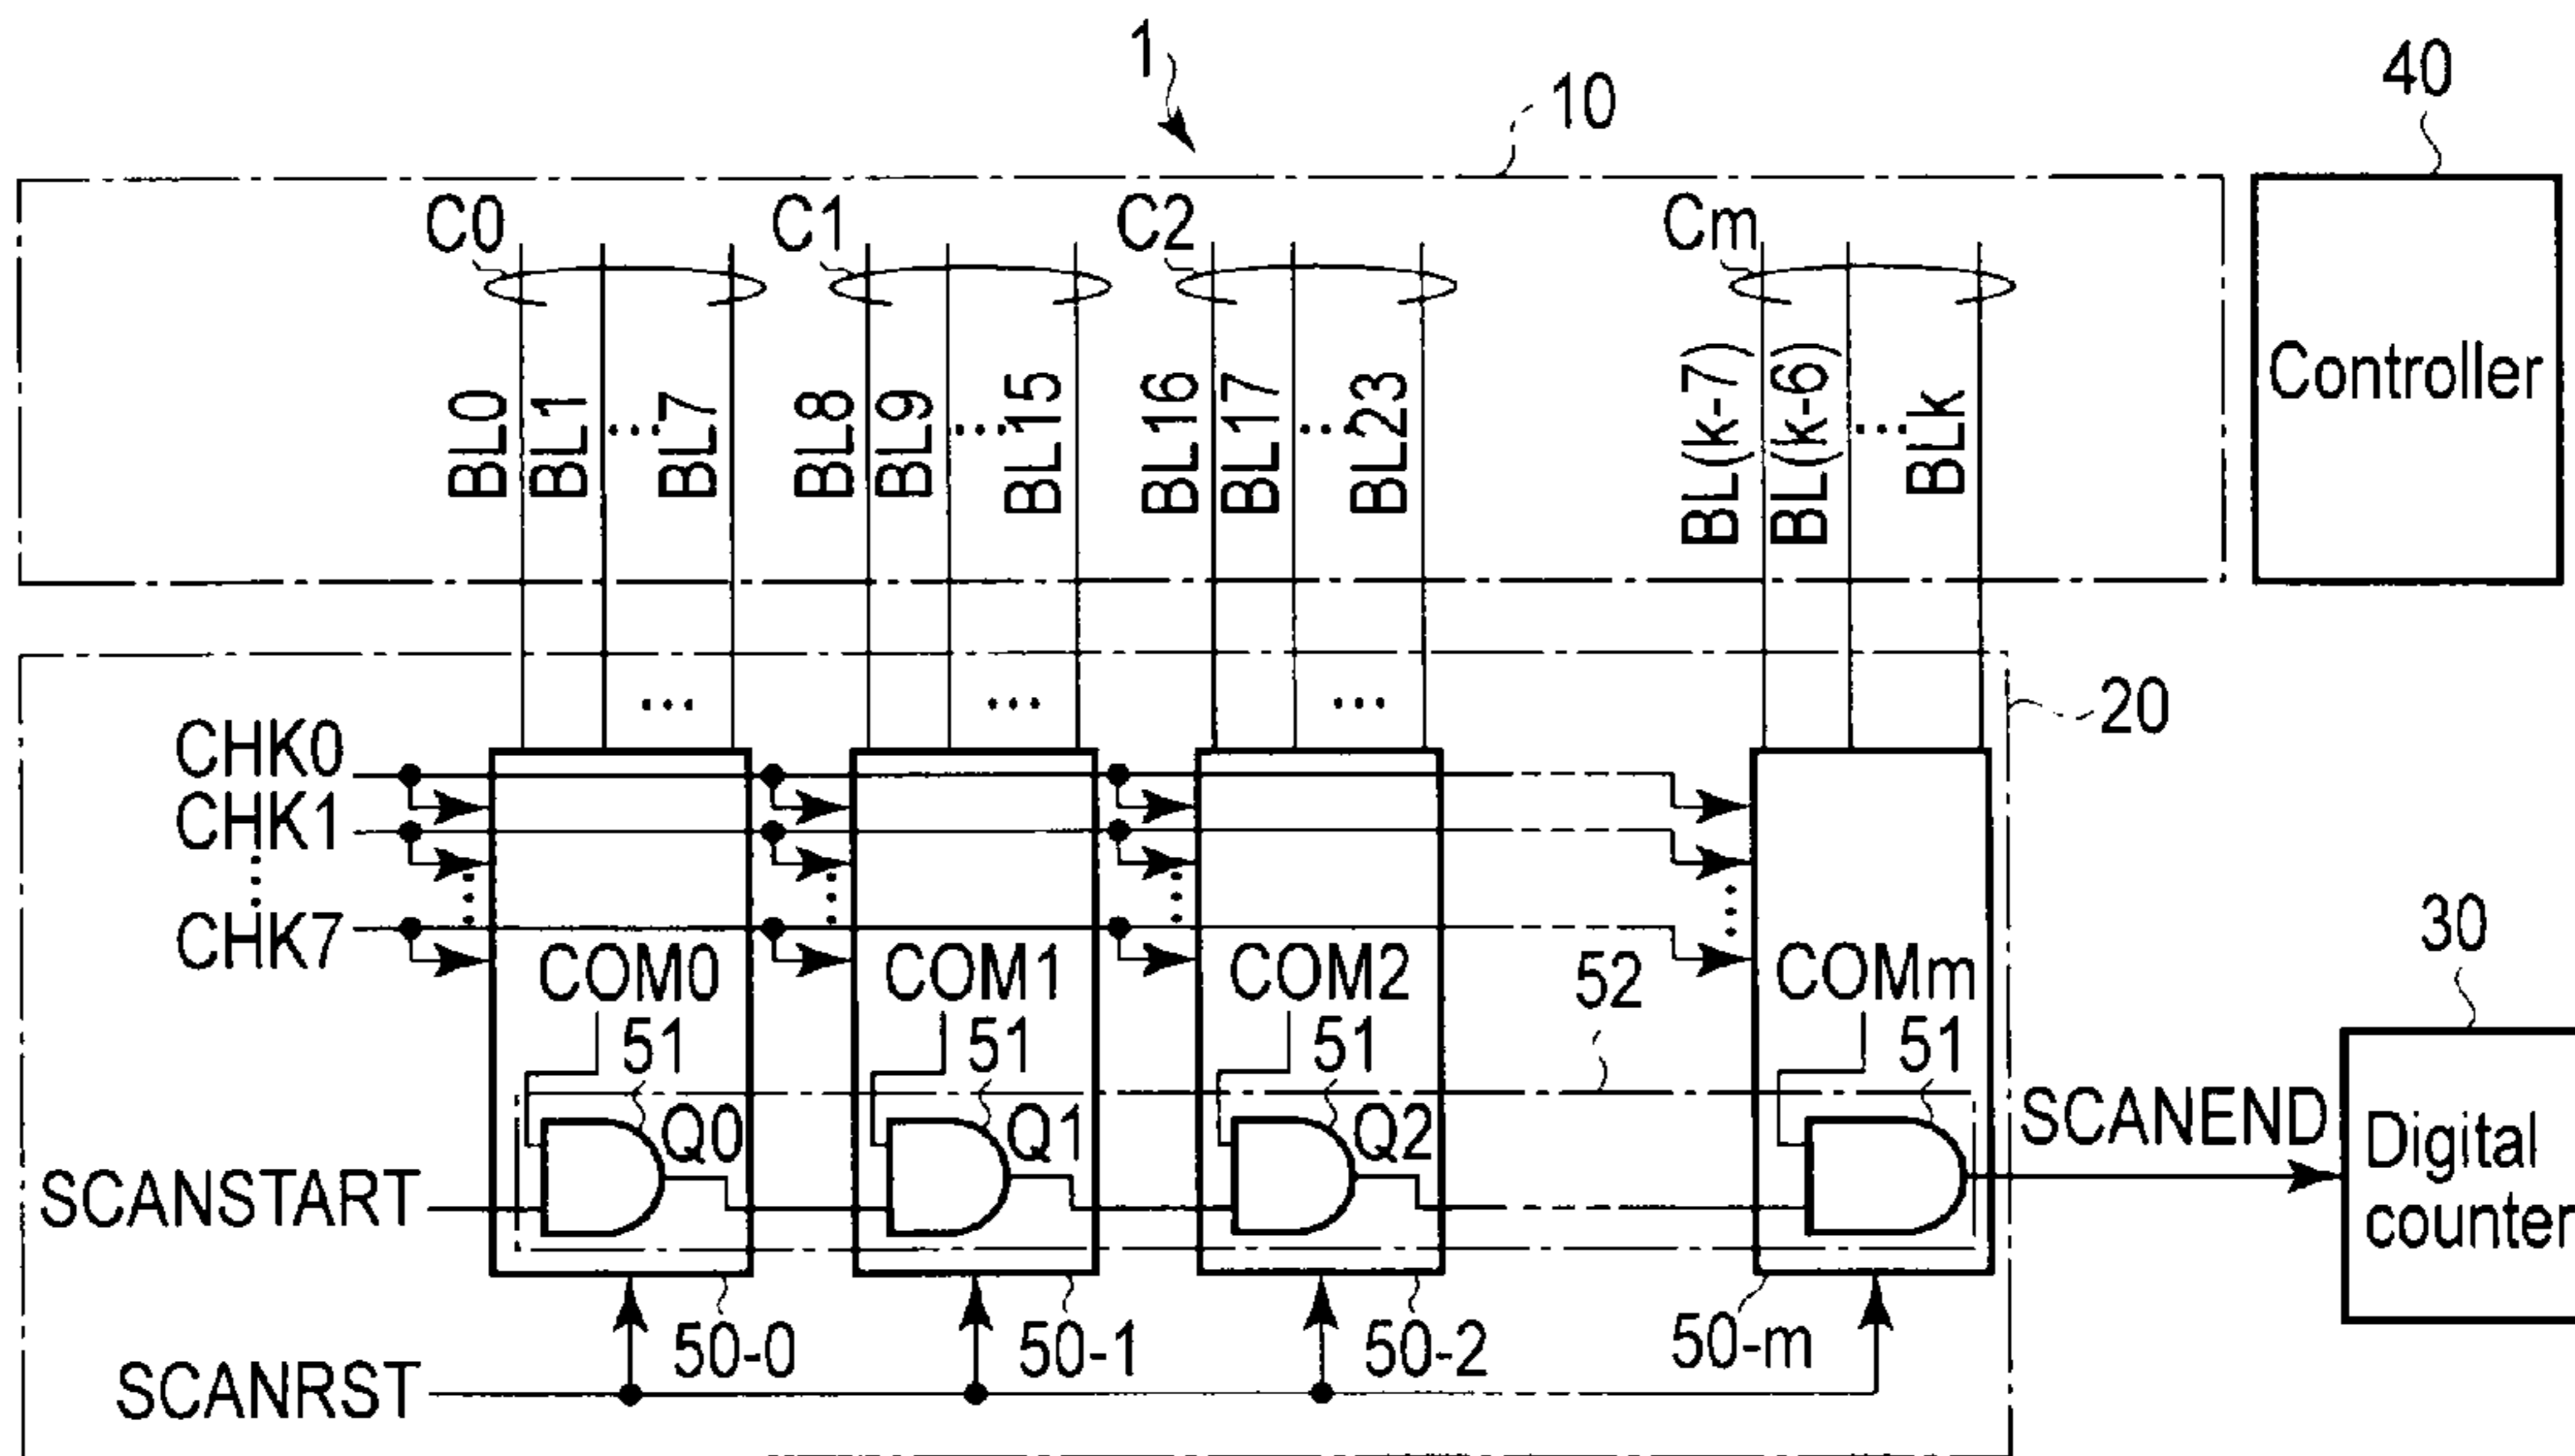 1
10
40
C0
C1
C2
Cm
Controller
BL0
BL1
...
BL7
BL8
BL9
...
BL15
BL16
BL17
...
BL23
BL(k-7)
BL(k-6)
...
BLk
...
...
...
20
CHK0
CHK1
CHK7
COM0
COM1
COM2
COMm
52
30
51
51
51
51
Q0
Q1
Q2
SCANEND
Digital
counter
SCANSTART
50-0
50-1
50-2
50-m
SCANRST